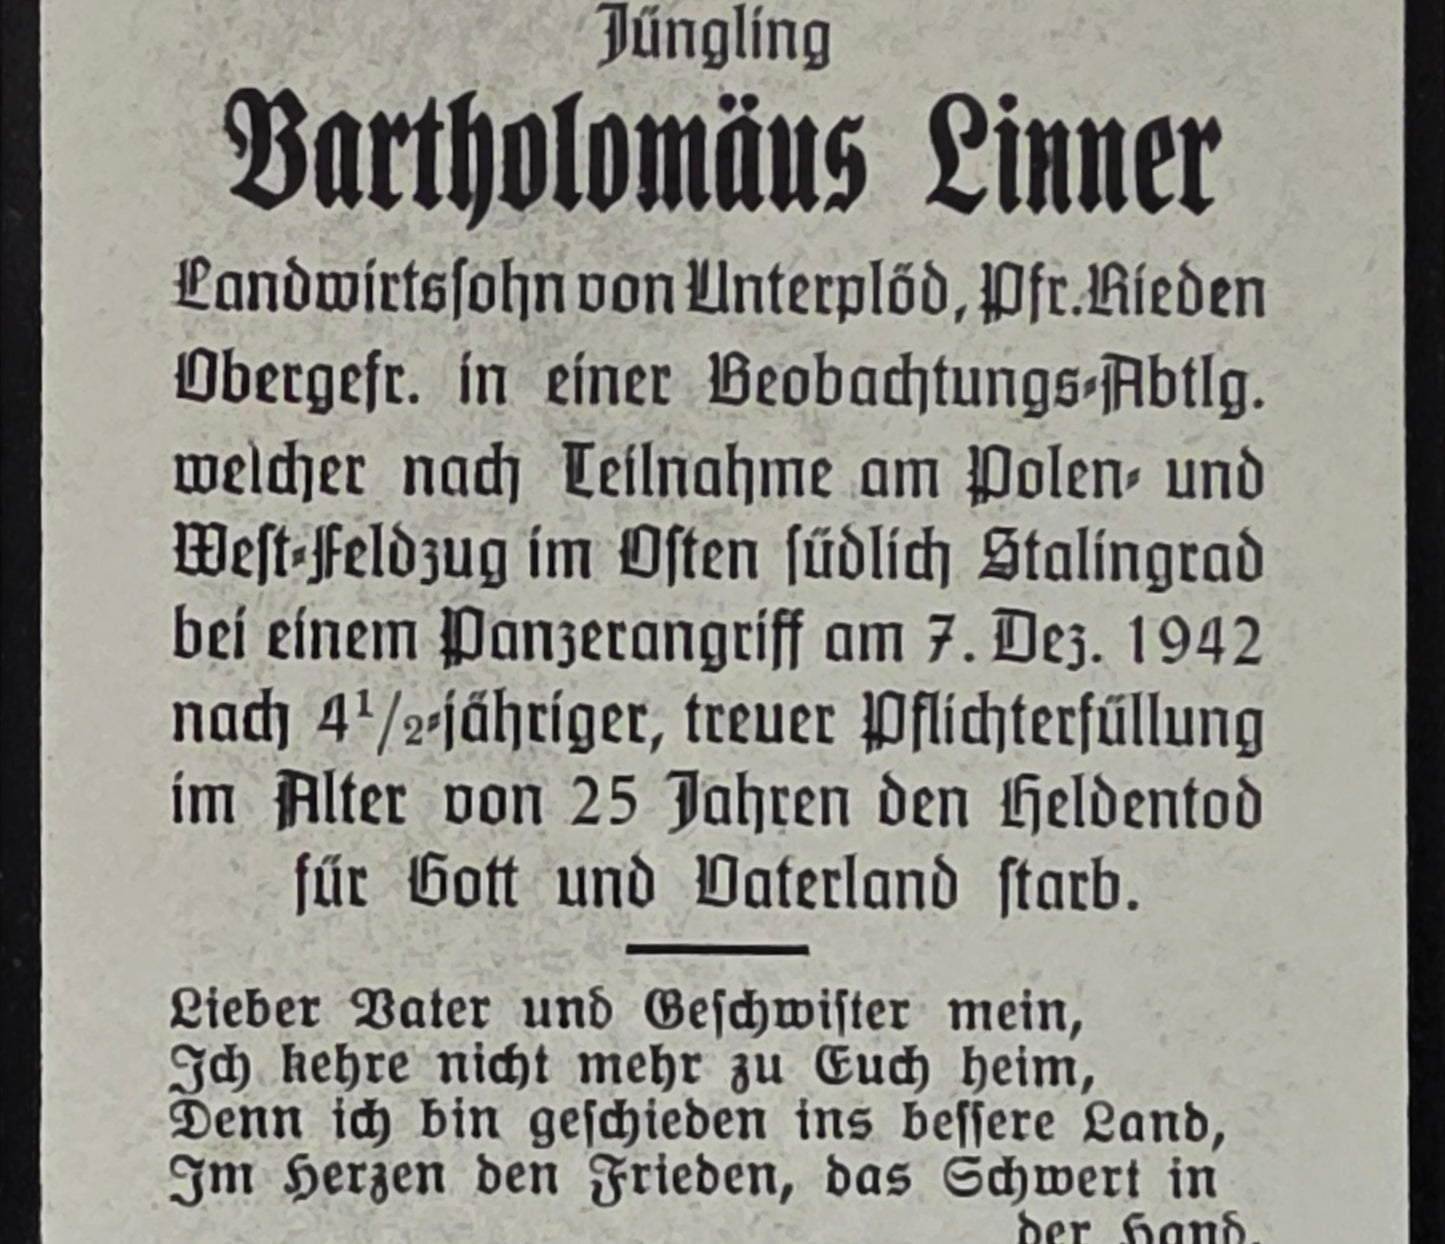 Jüngling
Bartholomäus Linner
Landwirtssohn von Unterplöd, Pfr. Rieden
Obergefr. in einer Beobachtungs-Abtlg.
welcher nach Teilnahme am Polen- und
West-Feldzug im Osten südlich Stalingrad
bei einem Panzerangriff am 7. Dez. 1942
nach 4 1/2-jähriger, treuer Pflichterfüllung
im Alter von 25 Jahren den Heldentod
für Gott und Vaterland starb.
Lieber Vater und Geschwister mein,
Ich kehre nicht mehr zu Euch heim,
Denn ich bin geschieden ins bessere Land,
Im Herzen den Frieden, das Schwert in
der Hand.